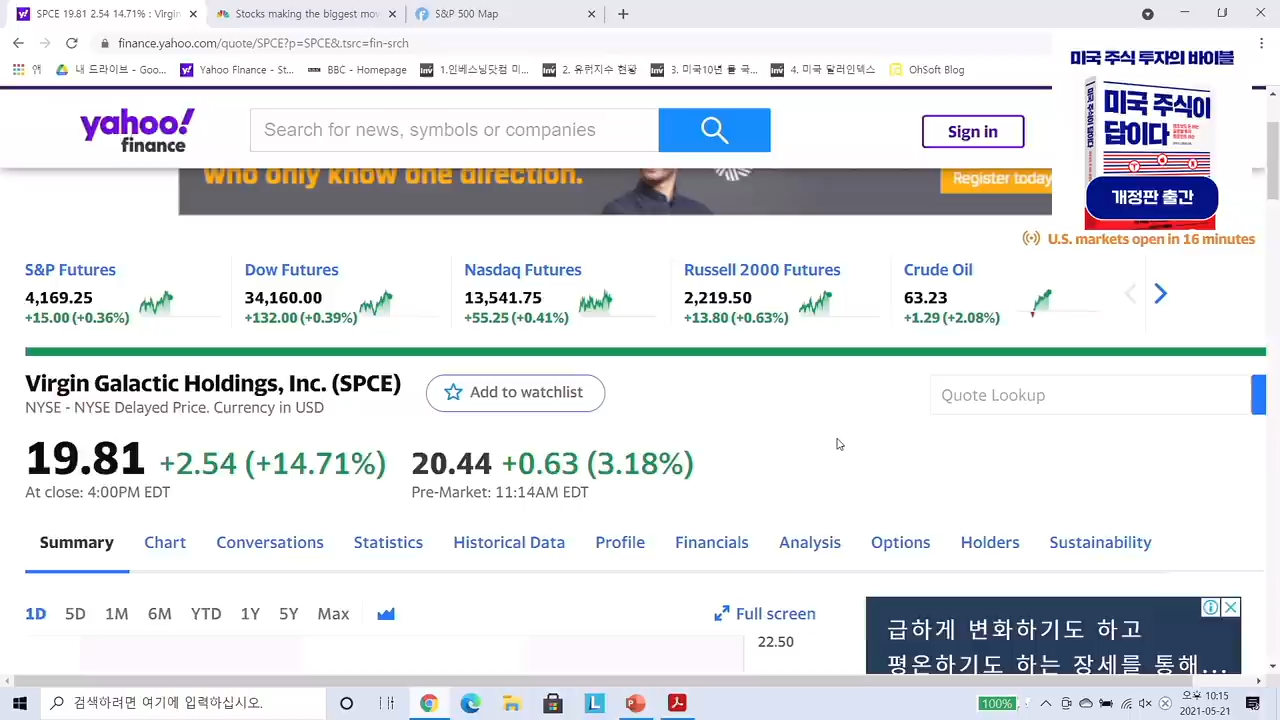 SPCE 19.81 2.54 14.71% : Virgin
Stocks making the biggest mov
S&P 500 Map
finance.yahoo.com/quote/SPCE?p=SPCE&.tsrc=fin-srch
앱
내 드라이브 - Goo...
Yahoo Finance - St...
BBC - Homepage
1.인베스팅닷컴 미...
3. 미국10년 물 국...
4. 미국 달러인덱스
OhSoft Blog
미국 주식 투자의 바이블
미국 주식이
답이다
개정판 출간
yahoo!
finance
Search for news, symbols or companies
Sign in
who only know one direction.
Register today
U.S. markets open in 16 minutes
S&P Futures
4,169.25
+15.00 (+0.36%)
Dow Futures
34,160.00
+132.00 (+0.39%)
Nasdaq Futures
13,541.75
+55.25 (+0.41%)
Russell 2000 Futures
2,219.50
+13.80 (+0.63%)
Crude Oil
63.23
+1.29 (+2.08%)
Virgin Galactic Holdings, Inc. (SPCE)
NYSE - NYSE Delayed Price. Currency in USD
Add to watchlist
Quote Lookup
19.81 +2.54 (+14.71%)
At close: 4:00PM EDT
20.44 +0.63 (3.18%)
Pre-Market: 11:14AM EDT
Summary Chart Conversations Statistics Historical Data Profile Financials Analysis Options Holders Sustainability
1D 5D 1M 6M YTD 1Y 5Y Max
Full screen
22.50
급하게 변화하기도 하고
평온하기도 하는 장세를 통해...
검색하려면 여기에 입력하십시오.
100%
오후 10:15
2021-05-21